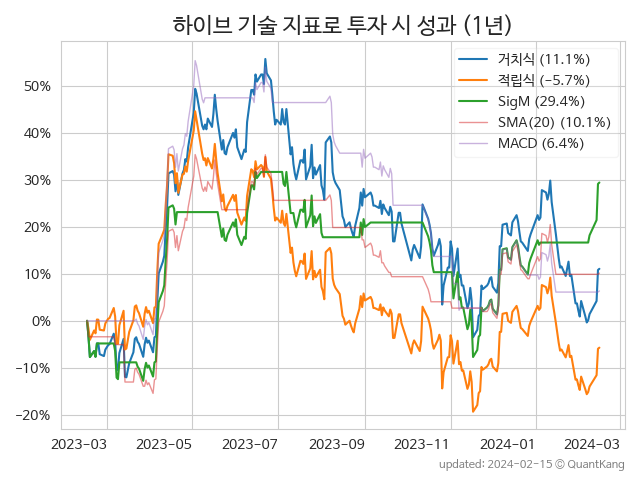 하이브 기술 지표로 투자 시 성과 (1년)
거치식 (11.1%)
적립식 (−5.7%)
SigM (29.4%)
SMA(20) (10.1%)
MACD (6.4%)
50%
40%
30%
20%
10%
0%
−10%
−20%
2023-03 2023-05 2023-07 2023-09 2023-11 2024-01 2024-03
updated: 2024-02-15 © QuantKang